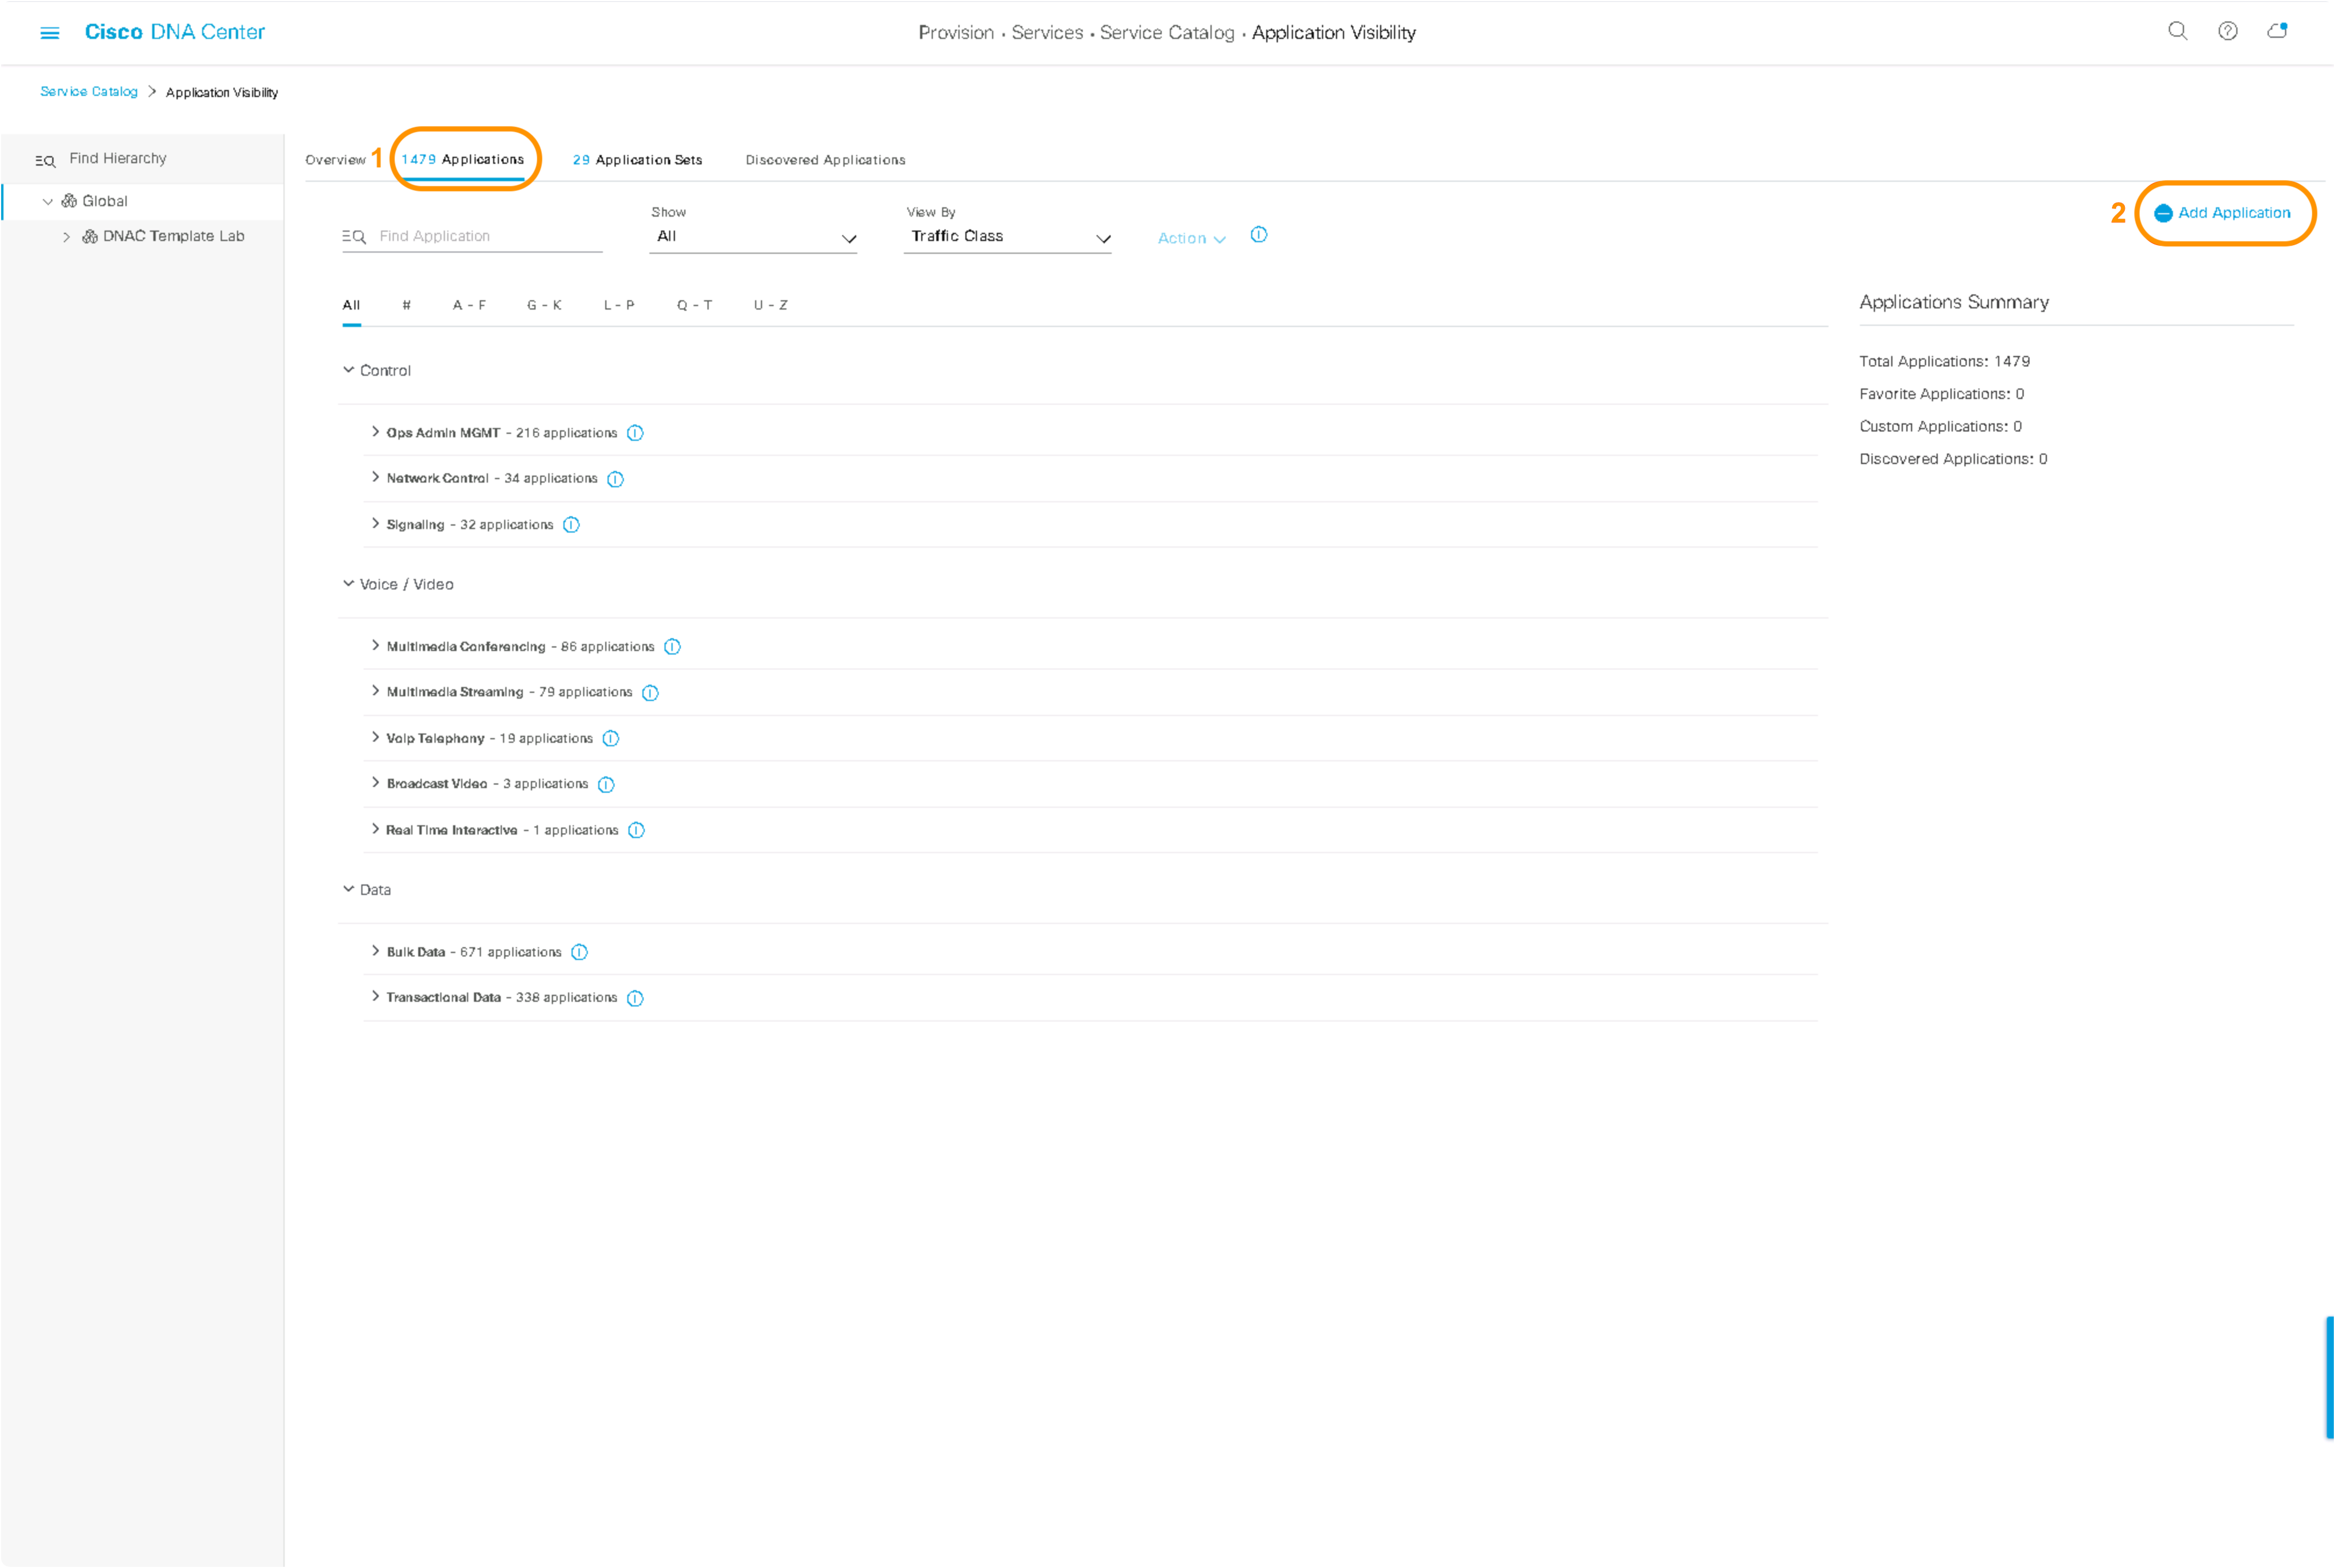 Cisco DNA Center
Provision · Services · Service Catalog · Application Visibility
Service Catalog > Application Visibility
Find Hierarchy
Global
DNAC Template Lab
Overview
1
1479 Applications
29 Application Sets
Discovered Applications
2
Add Application
Find Application
Show
All
View By
Traffic Class
Action
All
#
A - F
G - K
L - P
Q - T
U - Z
Control
Ops Admin MGMT - 216 applications
Network Control - 34 applications
Signaling - 32 applications
Voice / Video
Multimedia Conferencing - 86 applications
Multimedia Streaming - 79 applications
Voip Telephony - 19 applications
Broadcast Video - 3 applications
Real Time Interactive - 1 applications
Data
Bulk Data - 671 applications
Transactional Data - 338 applications
Applications Summary
Total Applications: 1479
Favorite Applications: 0
Custom Applications: 0
Discovered Applications: 0